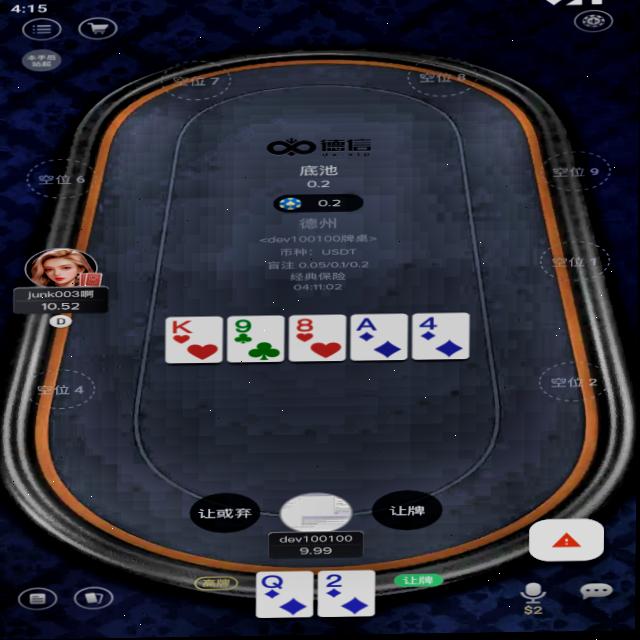 4:15
本手后
站起
空位 7
空位 8
德信
底池
0.2
0.2
空位 6
空位 9
德州
<dev100100牌桌>
币种：USDT
盲注 0.05/0.1/0.2
经典保险
04:11:02
空位 1
junk003啊
10.52
D
K
9
8
A
4
空位 4
空位 2
让或弃
让牌
dev100100
9.99
高牌
让牌
Q
2
$2